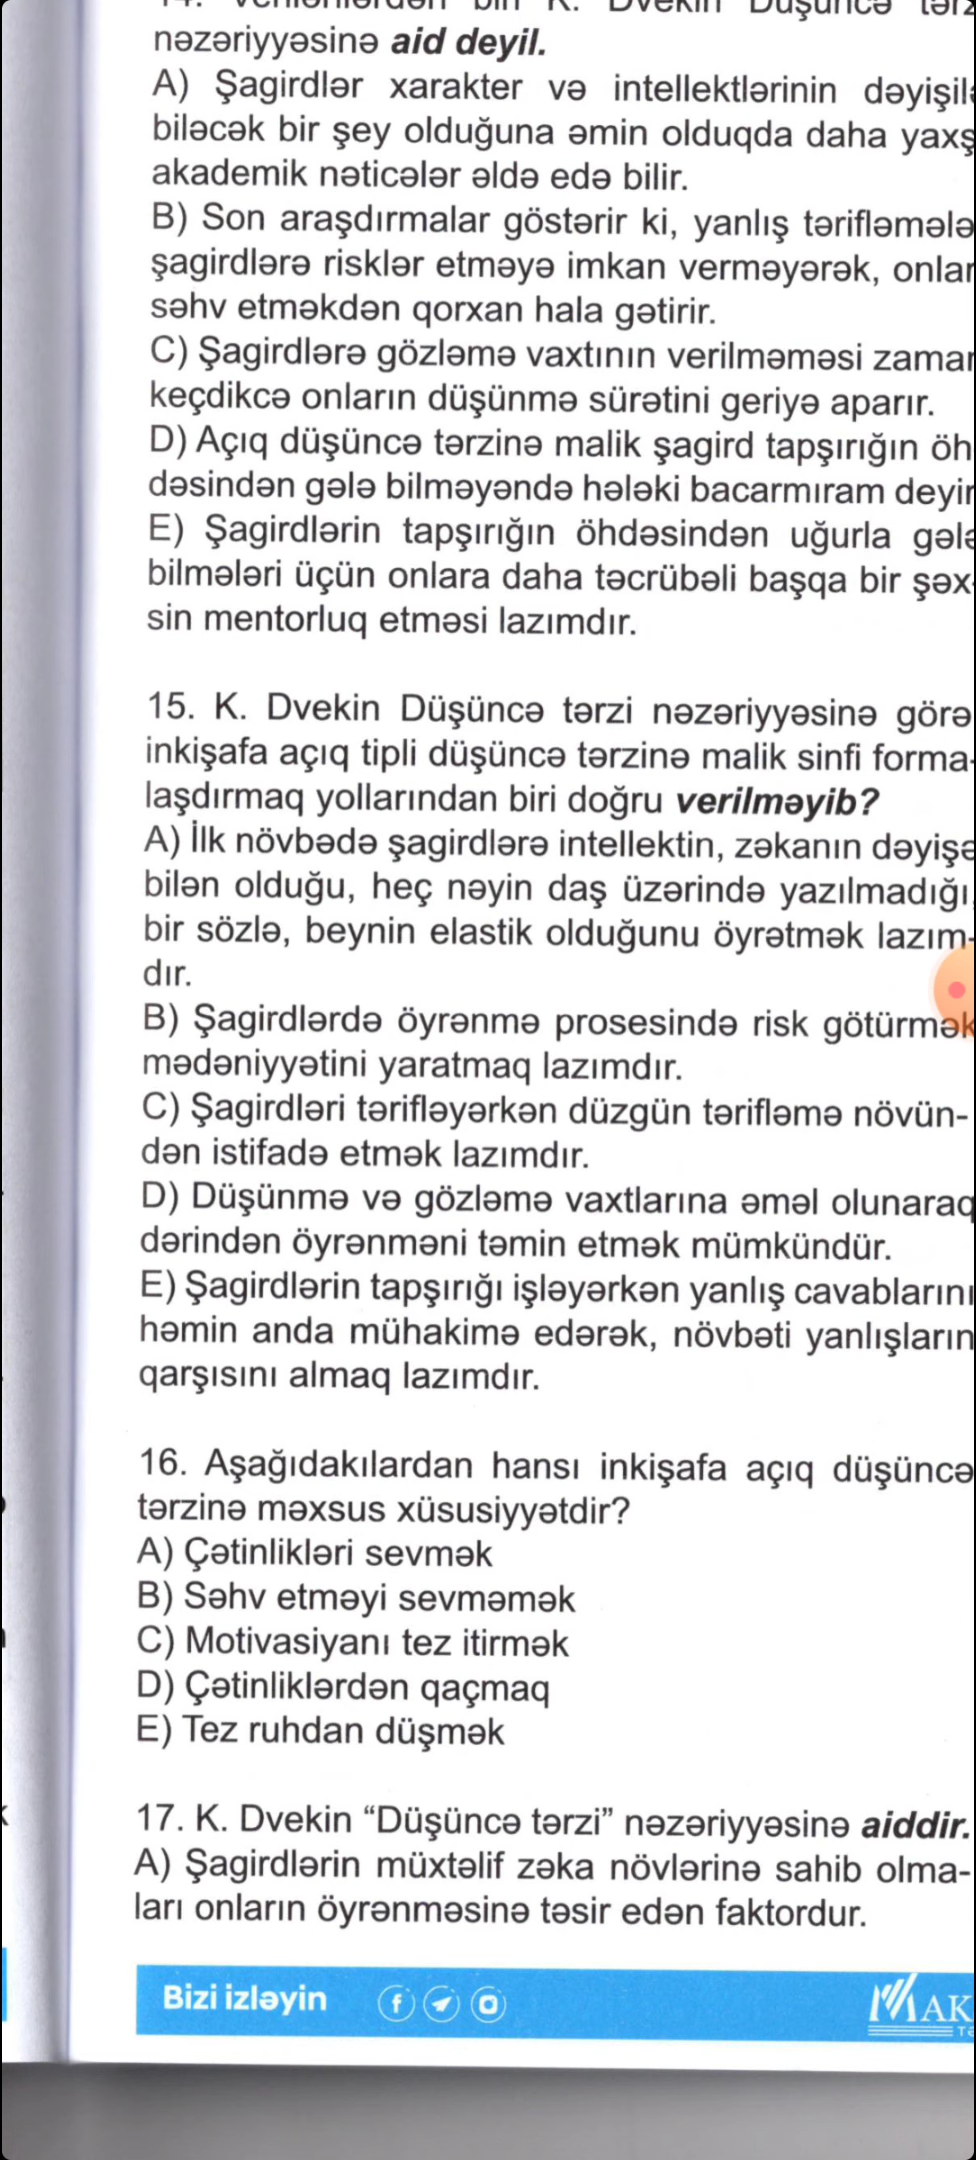 14. verilənlərdən biri K. Dvekin Düşüncə tərz
nəzəriyyəsinə aid deyil.
A) Şagirdlər xarakter və intellektlərinin dəyişilə
biləcək bir şey olduğuna əmin olduqda daha yaxş
akademik nəticələr əldə edə bilir.
B) Son araşdırmalar göstərir ki, yanlış tərifləmələ
şagirdlərə risklər etməyə imkan verməyərək, onlar
səhv etməkdən qorxan hala gətirir.
C) Şagirdlərə gözləmə vaxtının verilməməsi zaman
keçdikcə onların düşünmə sürətini geriyə aparır.
D) Açıq düşüncə tərzinə malik şagird tapşırığın öh
dəsindən gələ bilməyəndə hələki bacarmıram deyir
E) Şagirdlərin tapşırığın öhdəsindən uğurla gələ
bilmələri üçün onlara daha təcrübəli başqa bir şəx-
sin mentorluq etməsi lazımdır.
15. K. Dvekin Düşüncə tərzi nəzəriyyəsinə görə
inkişafa açıq tipli düşüncə tərzinə malik sinfi forma-
laşdırmaq yollarından biri doğru verilməyib?
A) İlk növbədə şagirdlərə intellektin, zəkanın dəyişə
bilən olduğu, heç nəyin daş üzərində yazılmadığı,
bir sözlə, beynin elastik olduğunu öyrətmək lazım-
dır.
B) Şagirdlərdə öyrənmə prosesində risk götürmək
mədəniyyətini yaratmaq lazımdır.
C) Şagirdləri tərifləyərkən düzgün tərifləmə növün-
dən istifadə etmək lazımdır.
D) Düşünmə və gözləmə vaxtlarına əməl olunaraq
dərindən öyrənməni təmin etmək mümkündür.
E) Şagirdlərin tapşırığı işləyərkən yanlış cavablarını
həmin anda mühakimə edərək, növbəti yanlışların
qarşısını almaq lazımdır.
16. Aşağıdakılardan hansı inkişafa açıq düşüncə
tərzinə məxsus xüsusiyyətdir?
A) Çətinlikləri sevmək
B) Səhv etməyi sevməmək
C) Motivasiyanı tez itirmək
D) Çətinliklərdən qaçmaq
E) Tez ruhdan düşmək
17. K. Dvekin “Düşüncə tərzi” nəzəriyyəsinə aiddir.
A) Şagirdlərin müxtəlif zəka növlərinə sahib olma-
ları onların öyrənməsinə təsir edən faktordur.
Bizi izləyin
MAK